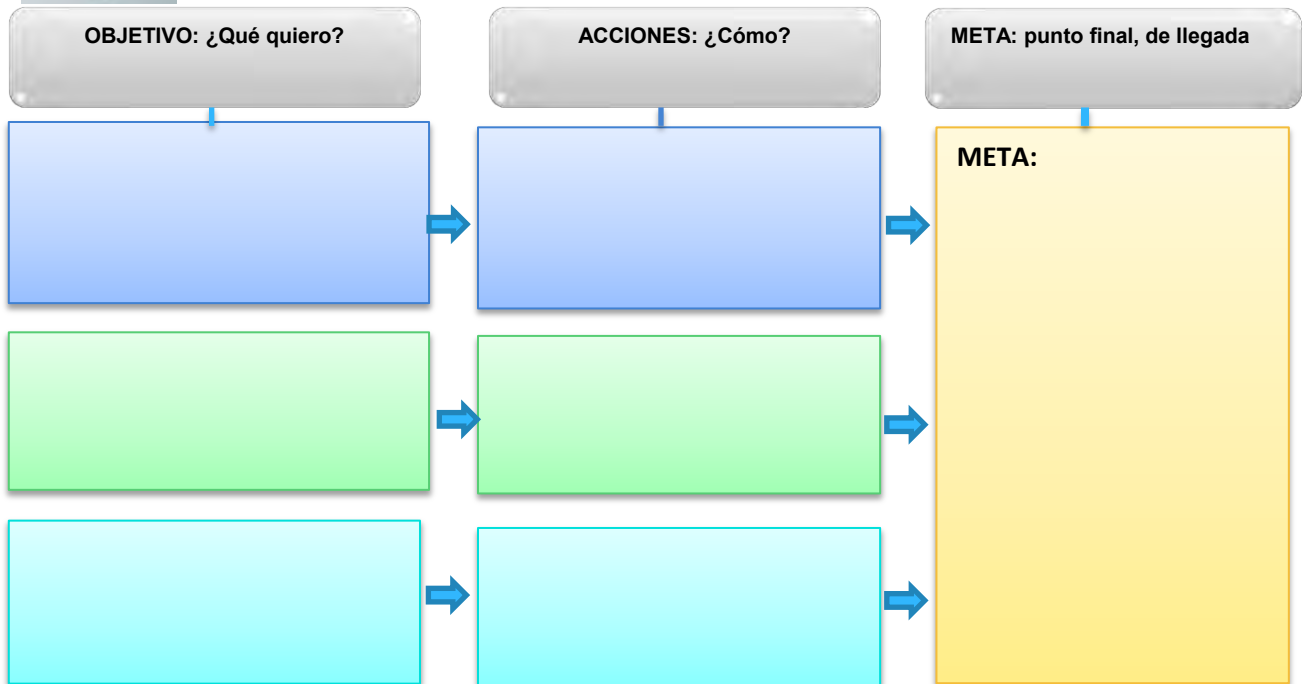 OBJETIVO: ¿Qué quiero?
ACCIONES: ¿Cómo?
META: punto final, de llegada
META: